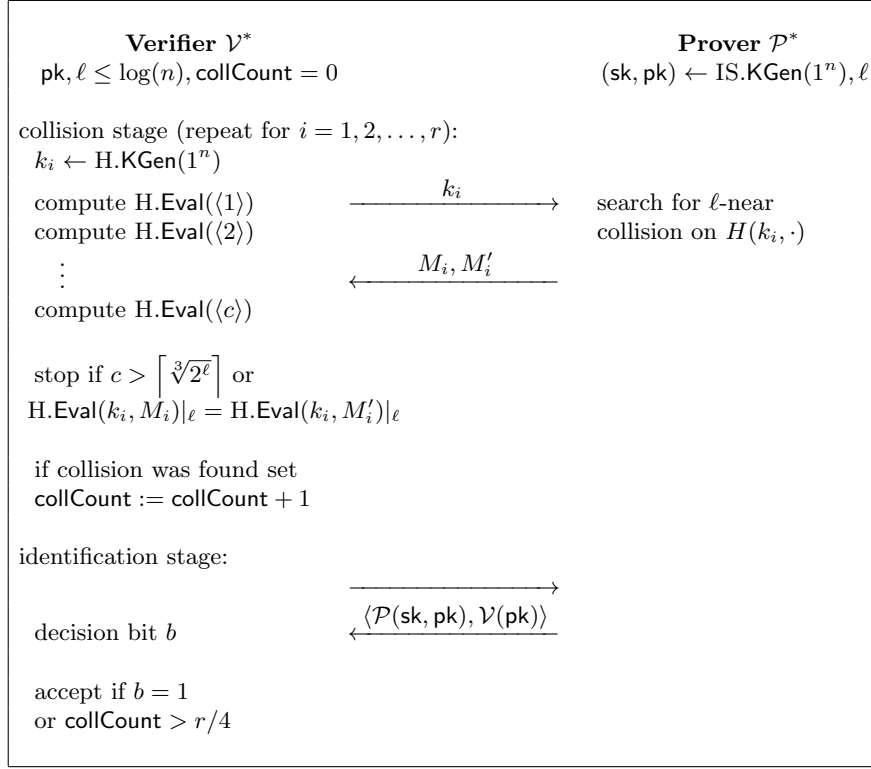 Verifier 𝒱* Prover 𝒫*
pk, ℓ ≤ log(n), collCount = 0 (sk, pk) ← IS.KGen(1ⁿ), ℓ
collision stage (repeat for i = 1, 2, …, r):
kᵢ ← H.KGen(1ⁿ)
compute H.Eval(⟨1⟩) kᵢ search for ℓ-near
compute H.Eval(⟨2⟩) collision on H(kᵢ, ·)
⋮ Mᵢ, M′ᵢ
compute H.Eval(⟨c⟩)
stop if c > ⌈∛2^ℓ⌉ or
H.Eval(kᵢ, Mᵢ)|ℓ = H.Eval(kᵢ, M′ᵢ)|ℓ
if collision was found set
collCount := collCount + 1
identification stage:
⟨𝒫(sk, pk), 𝒱(pk)⟩
decision bit b
accept if b = 1
or collCount > r/4